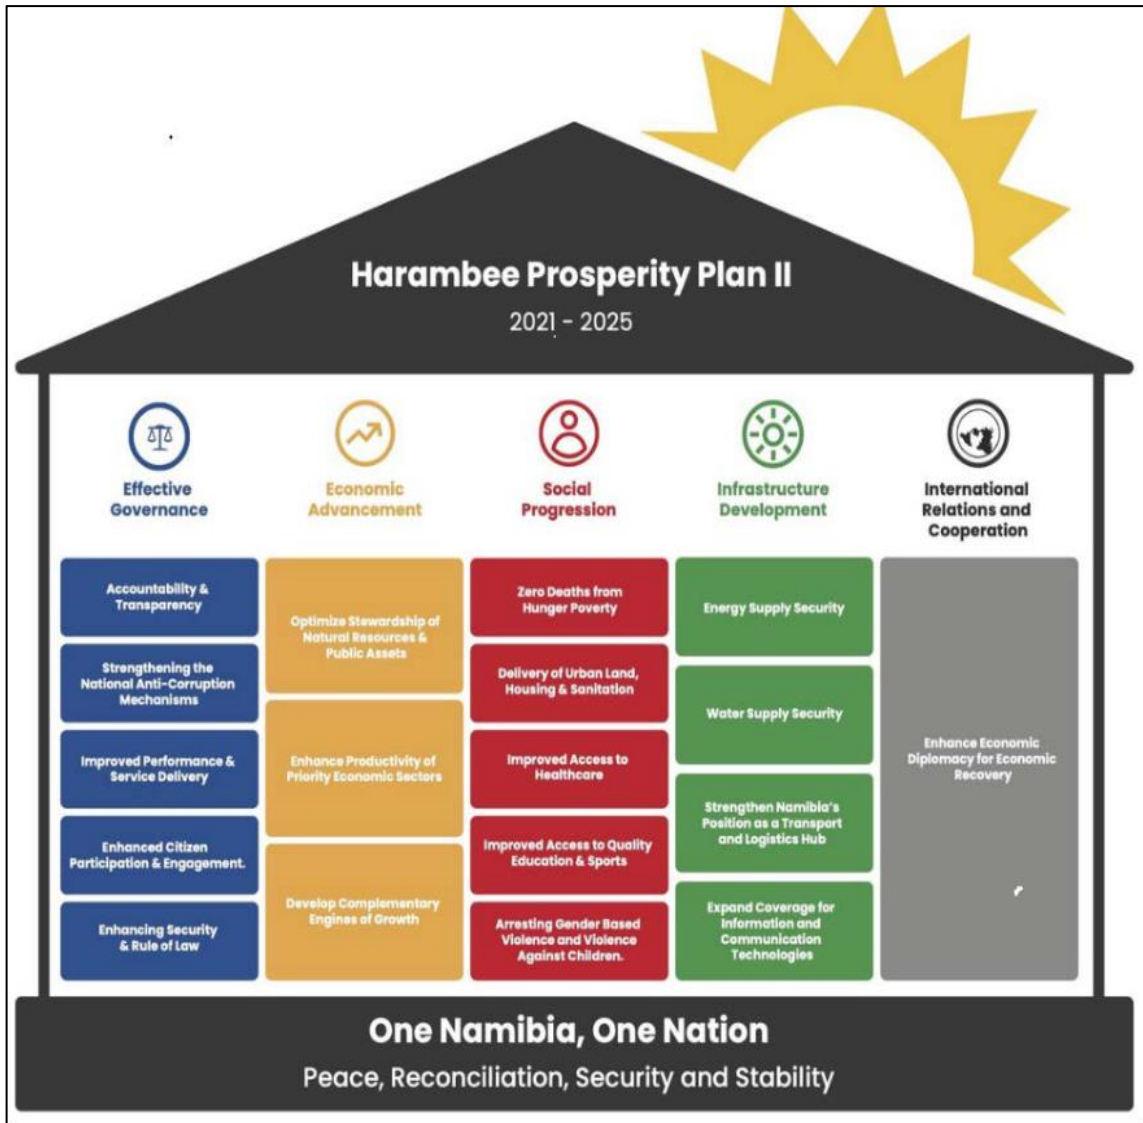 Harambee Prosperity Plan II
2021 - 2025
Effective
Governance
Accountability &
Transparency
Strengthening the
National Anti-Corruption
Mechanisms
Improved Performance &
Service Delivery
Enhanced Citizen
Participation & Engagement.
Enhancing Security
& Rule of Law
Economic
Advancement
Optimize Stewardship of
Natural Resources &
Public Assets
Enhance Productivity of
Priority Economic Sectors
Develop Complementary
Engines of Growth
Social
Progression
Zero Deaths from
Hunger Poverty
Delivery of Urban Land,
Housing & Sanitation
Improved Access to
Healthcare
Improved Access to Quality
Education & Sports
Arresting Gender Based
Violence and Violence
Against Children.
Infrastructure
Development
Energy Supply Security
Water Supply Security
Strengthen Namibia's
Position as a Transport
and Logistics Hub
Expand Coverage for
Information and
Communication
Technologies
International
Relations and
Cooperation
Enhance Economic
Diplomacy for Economic
Recovery
One Namibia, One Nation
Peace, Reconciliation, Security and Stability